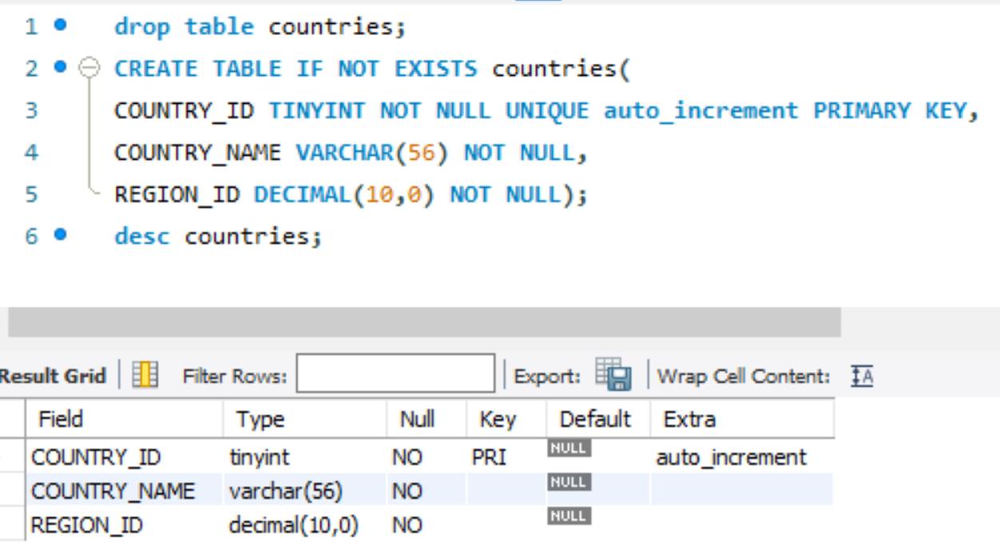 1 drop table countries;
2 CREATE TABLE IF NOT EXISTS countries(
3 COUNTRY_ID TINYINT NOT NULL UNIQUE auto_increment PRIMARY KEY,
4 COUNTRY_NAME VARCHAR(56) NOT NULL,
5 REGION_ID DECIMAL(10,0) NOT NULL);
6 desc countries;
Result Grid Filter Rows: Export: Wrap Cell Content: IA
Field Type Null Key Default Extra
COUNTRY_ID tinyint NO PRI NULL auto_increment
COUNTRY_NAME varchar(56) NO NULL
REGION_ID decimal(10,0) NO NULL